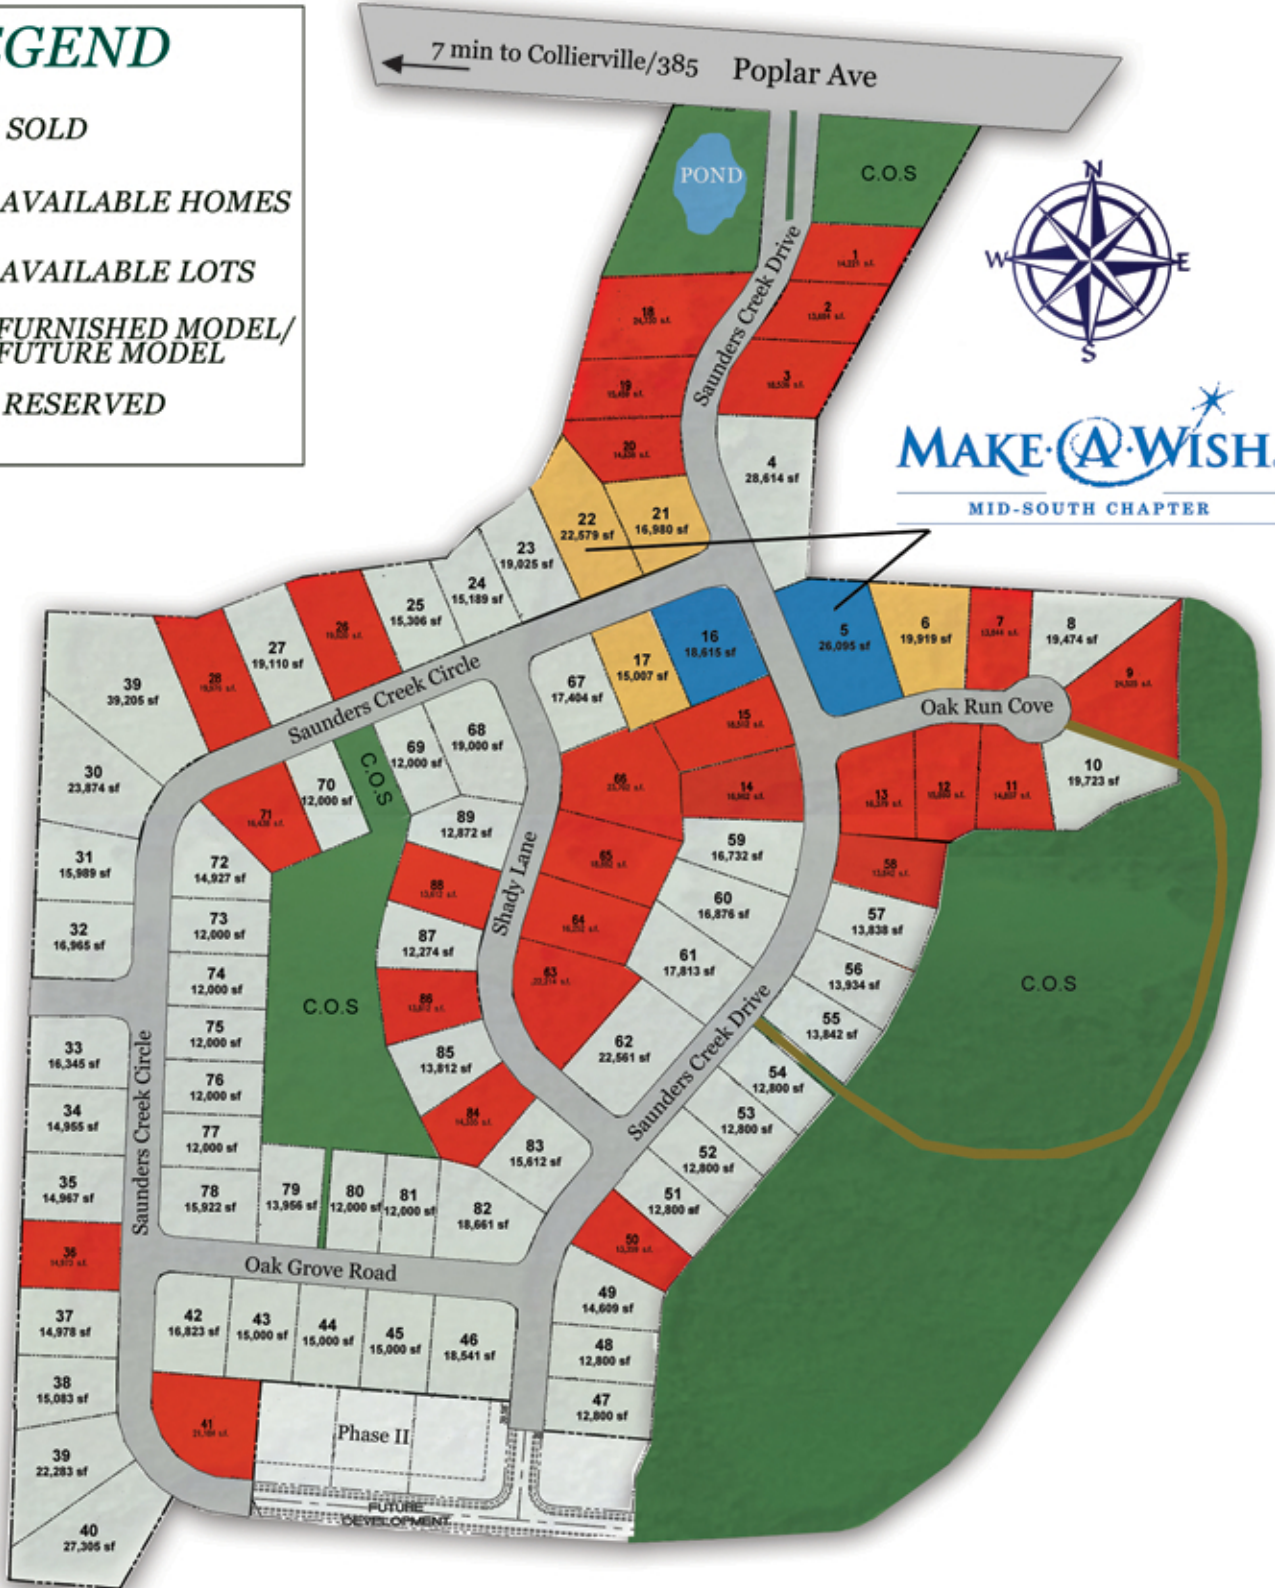 EGEND
SOLD
AVAILABLE HOMES
AVAILABLE LOTS
FURNISHED MODEL/
FUTURE MODEL
RESERVED
7 min to Collierville/385
Poplar Ave
POND
C.O.S
N
W
E
S
MAKE·A·WISH.
MID-SOUTH CHAPTER
Saunders Creek Drive
1
2
3
18
19
20
4
28,614 sf
21
16,980 sf
22
22,579 sf
23
19,025 sf
24
15,189 sf
25
15,306 sf
26
27
19,110 sf
28
39
39,205 sf
30
23,874 sf
31
15,989 sf
32
16,965 sf
Saunders Creek Circle
5
26,095 sf
6
19,919 sf
7
8
19,474 sf
9
Oak Run Cove
10
19,723 sf
11
12
13
16
18,615 sf
17
15,007 sf
67
17,404 sf
68
19,000 sf
69
12,000 sf
C.O.S
70
12,000 sf
71
15
14
66
65
64
63
59
16,732 sf
60
16,876 sf
61
17,813 sf
62
22,561 sf
58
57
13,838 sf
56
13,934 sf
55
13,842 sf
54
12,800 sf
53
12,800 sf
52
12,800 sf
51
12,800 sf
50
C.O.S
Saunders Creek Drive
Shady Lane
89
12,872 sf
88
87
12,274 sf
86
85
13,812 sf
84
83
15,612 sf
82
18,661 sf
81
12,000 sf
80
12,000 sf
79
13,956 sf
C.O.S
72
14,927 sf
73
12,000 sf
74
12,000 sf
75
12,000 sf
76
12,000 sf
77
12,000 sf
78
15,922 sf
Saunders Creek Circle
33
16,345 sf
34
14,955 sf
35
14,967 sf
36
37
14,978 sf
38
15,083 sf
39
22,283 sf
40
27,305 sf
Oak Grove Road
41
42
16,823 sf
43
15,000 sf
44
15,000 sf
45
15,000 sf
46
18,541 sf
49
14,609 sf
48
12,800 sf
47
12,800 sf
Phase II
FUTURE
DEVELOPMENT